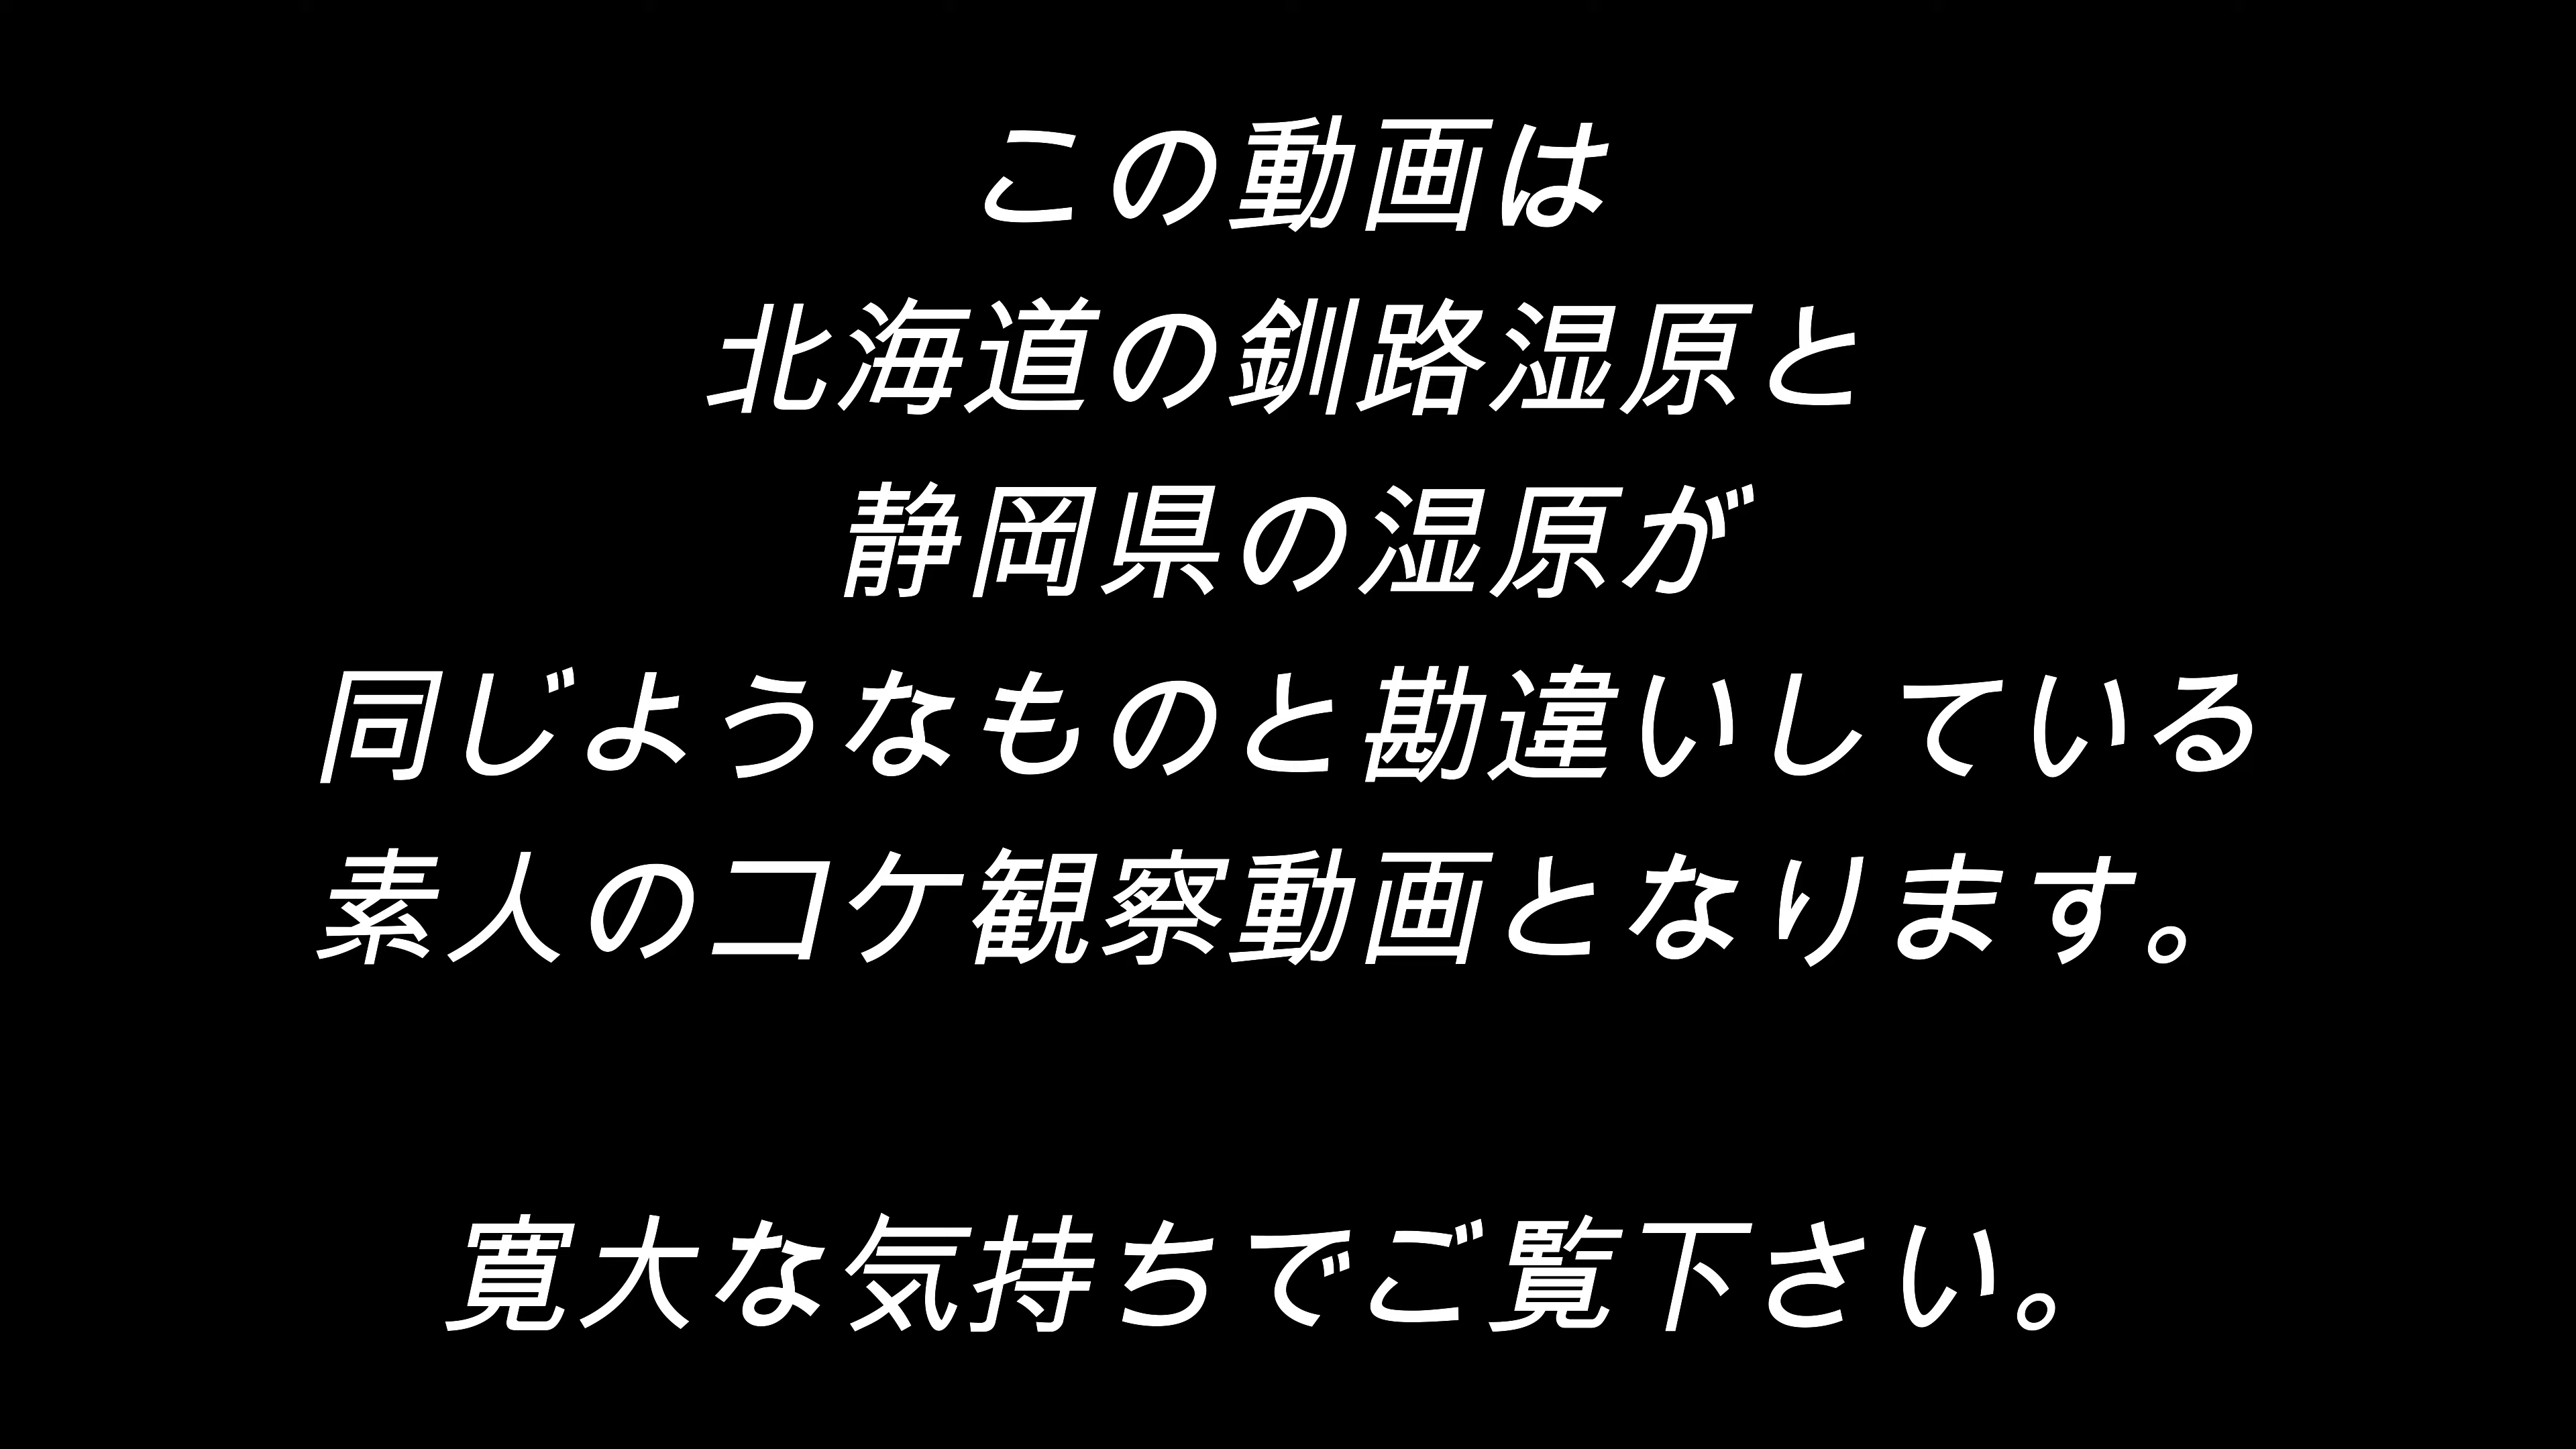 この動画は
北海道の釧路湿原と
静岡県の湿原が
同じようなものと勘違いしている
素人のコケ観察動画となります。
寛大な気持ちでご覧下さい。